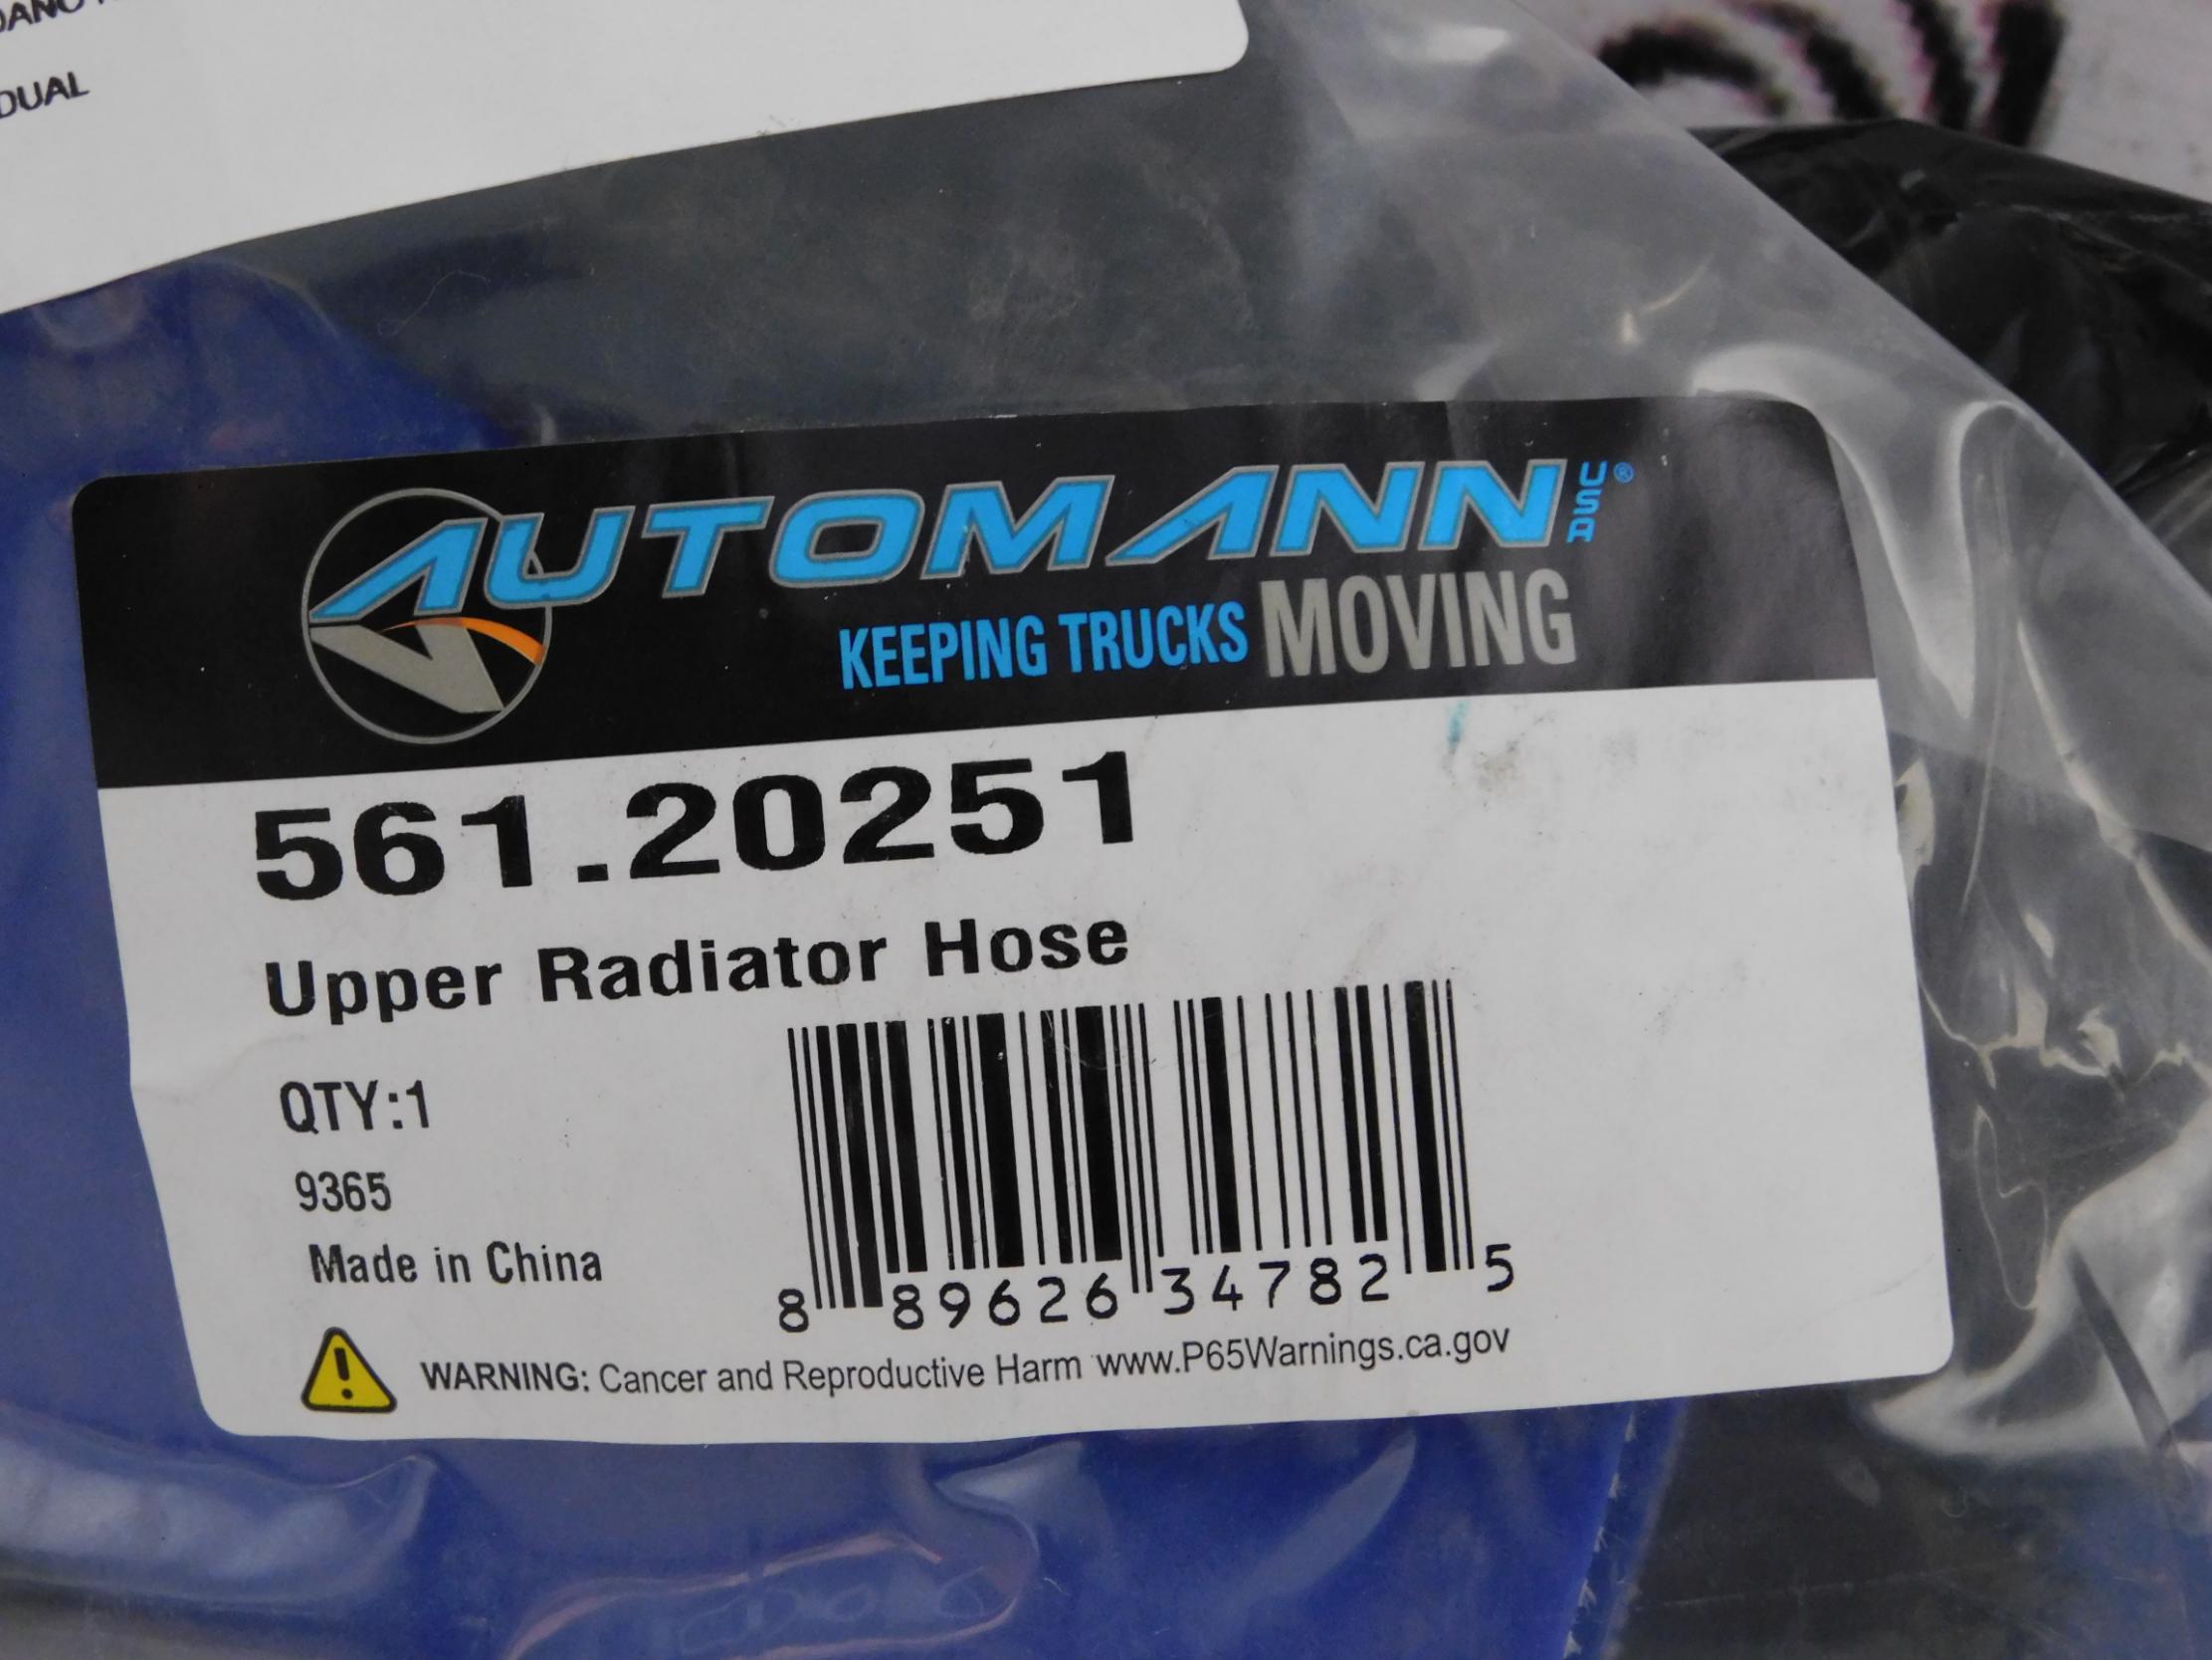 DUAL
AUTOMANN USA®
KEEPING TRUCKS MOVING
561.20251
Upper Radiator Hose
QTY:1
9365
Made in China
8 89626 34782 5
WARNING: Cancer and Reproductive Harm www.P65Warnings.ca.gov